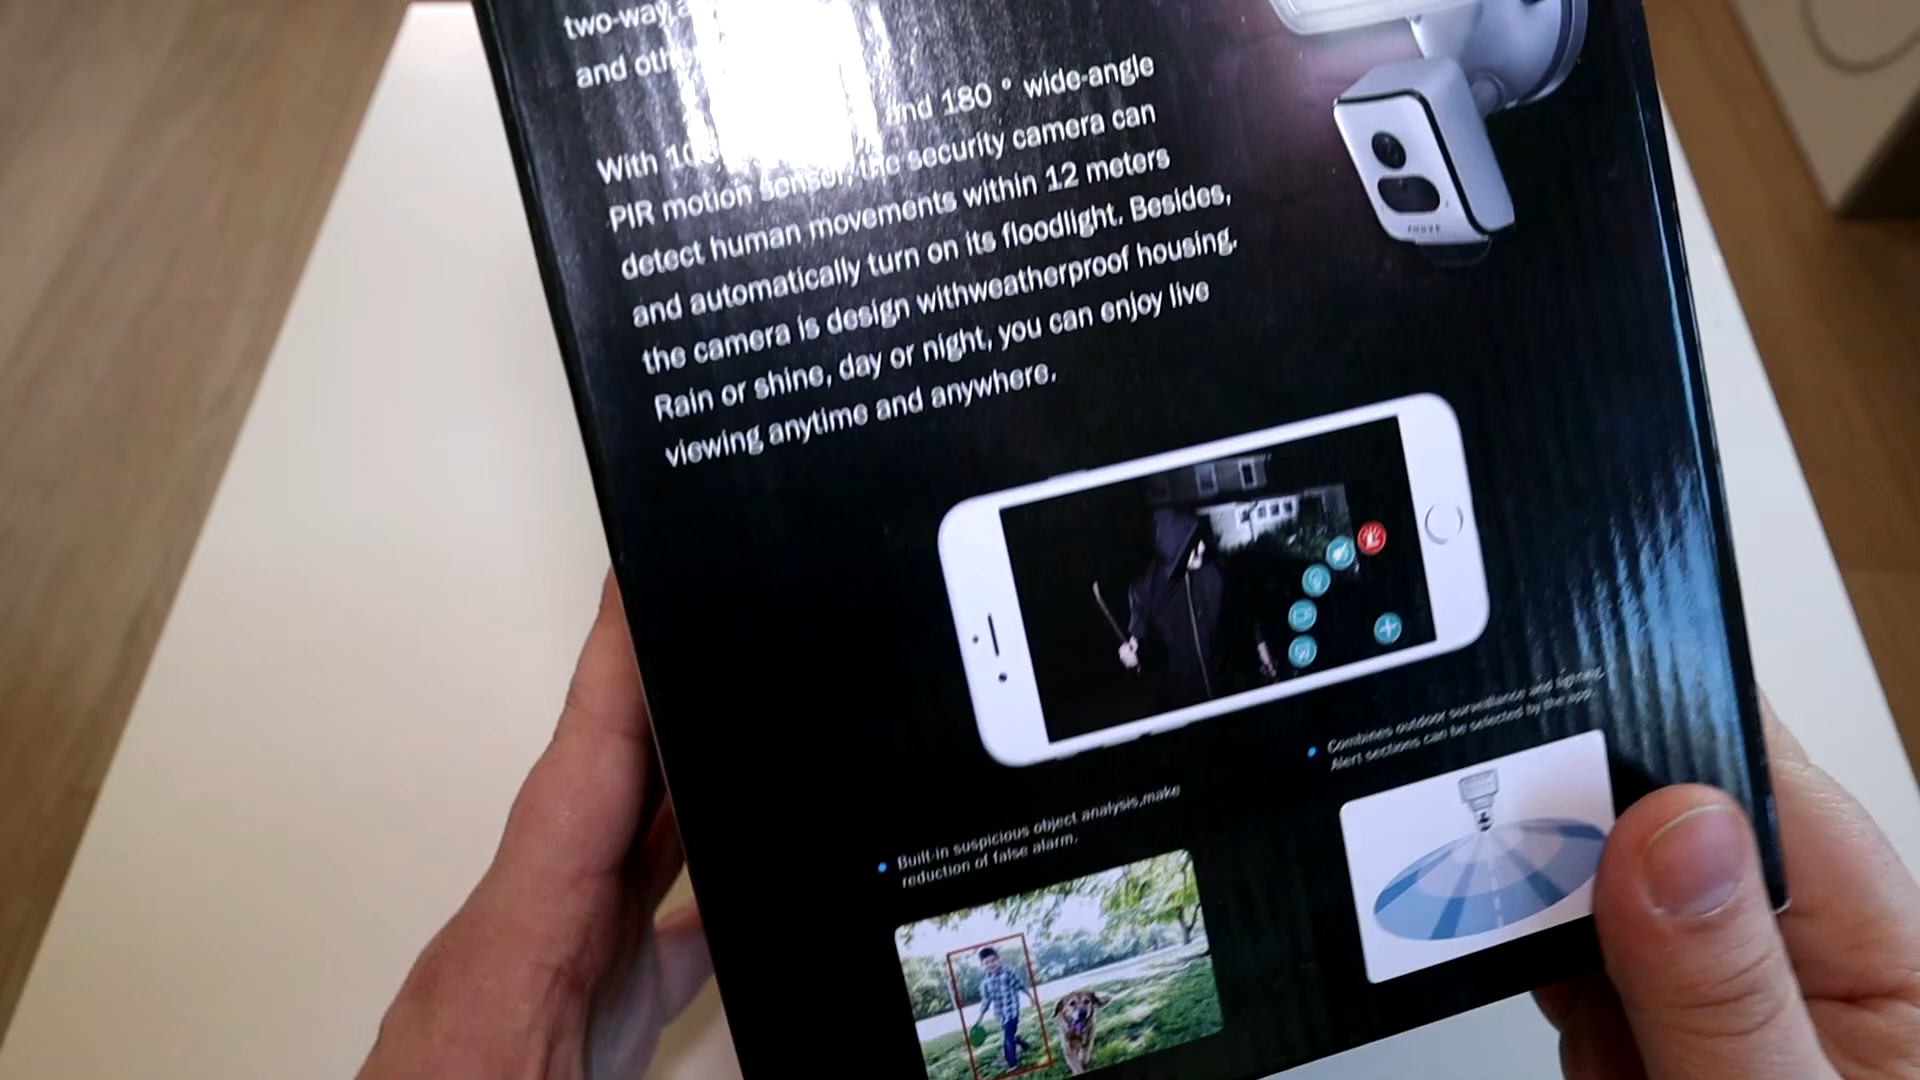 two-way
and
With and 180 ° wide-angle
PIR motion sensor, the security camera can
detect human movements within 12 meters
and automatically turn on its floodlight. Besides,
the camera is design withweatherproof housing.
Rain or shine, day or night, you can enjoy live
viewing anytime and anywhere.
Combines outdoor surveillance and lighting.
Alert sections can be selected by the app.
Built-in suspicious object analysis,make
reduction of false alarm.